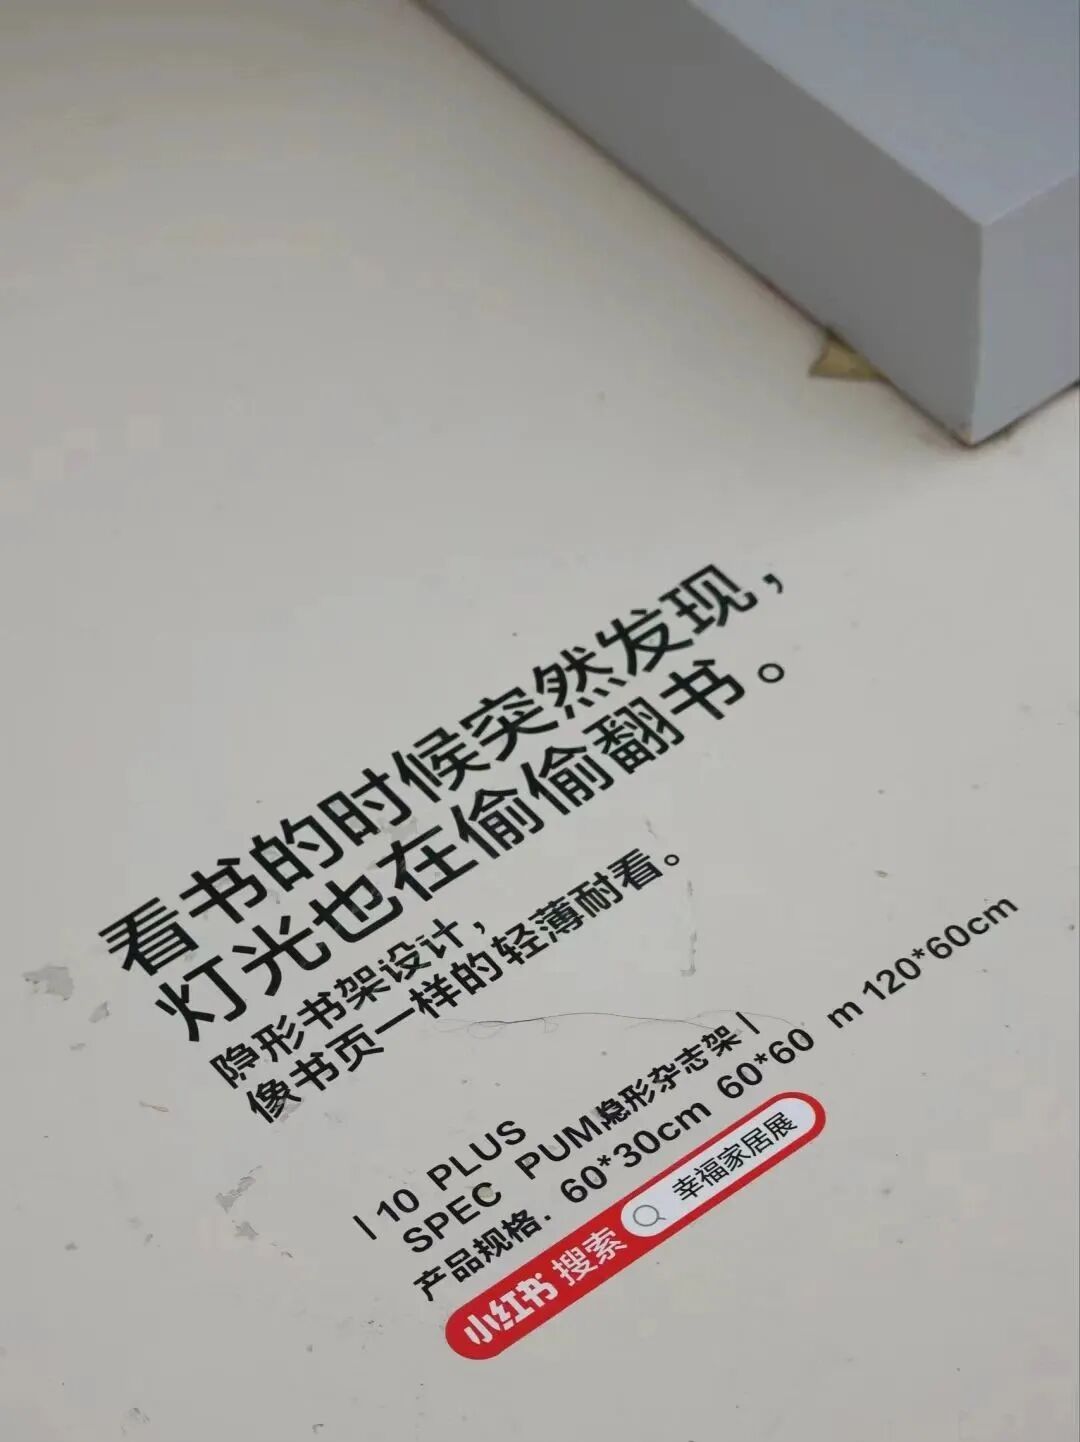 看书的时候突然发现，
灯光也在偷偷翻书。
隐形书架设计，
像书页一样的轻薄耐看。
| 10 PLUS
SPEC PUM隐形杂志架 |
产品规格. 60*30cm 60*60 m 120*60cm
小红书 搜索 幸福家居展